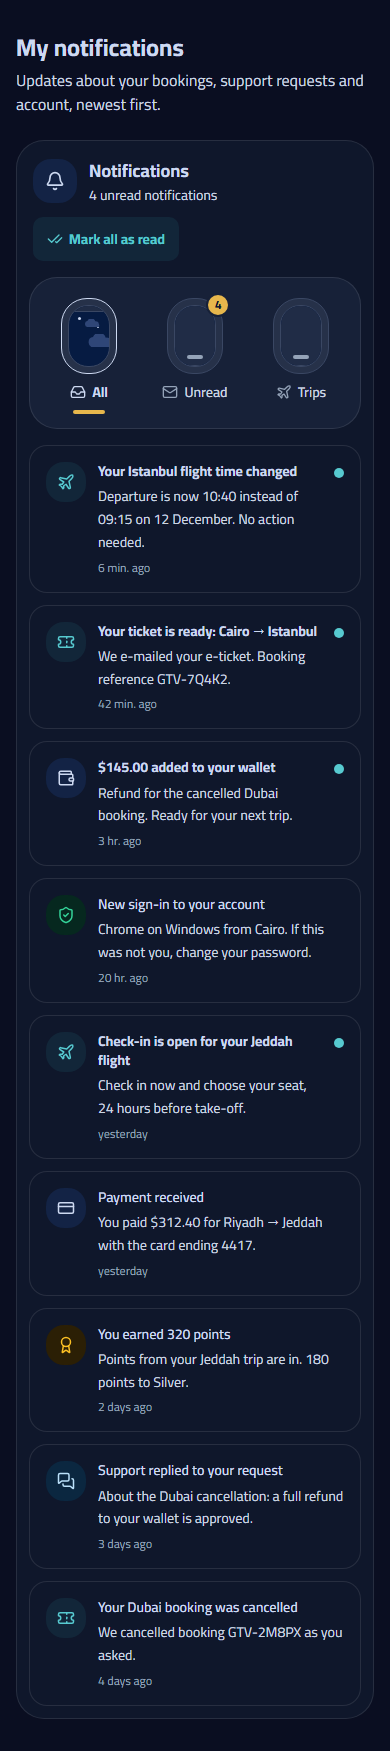 My notifications
Updates about your bookings, support requests and
account, newest first.
Notifications
4 unread notifications
Mark all as read
4
All
Unread
Trips
Your Istanbul flight time changed
Departure is now 10:40 instead of
09:15 on 12 December. No action
needed.
6 min. ago
Your ticket is ready: Cairo → Istanbul
We e-mailed your e-ticket. Booking
reference GTV-7Q4K2.
42 min. ago
$145.00 added to your wallet
Refund for the cancelled Dubai
booking. Ready for your next trip.
3 hr. ago
New sign-in to your account
Chrome on Windows from Cairo. If this
was not you, change your password.
20 hr. ago
Check-in is open for your Jeddah
flight
Check in now and choose your seat,
24 hours before take-off.
yesterday
Payment received
You paid $312.40 for Riyadh → Jeddah
with the card ending 4417.
yesterday
You earned 320 points
Points from your Jeddah trip are in. 180
points to Silver.
2 days ago
Support replied to your request
About the Dubai cancellation: a full refund
to your wallet is approved.
3 days ago
Your Dubai booking was cancelled
We cancelled booking GTV-2M8PX as you
asked.
4 days ago